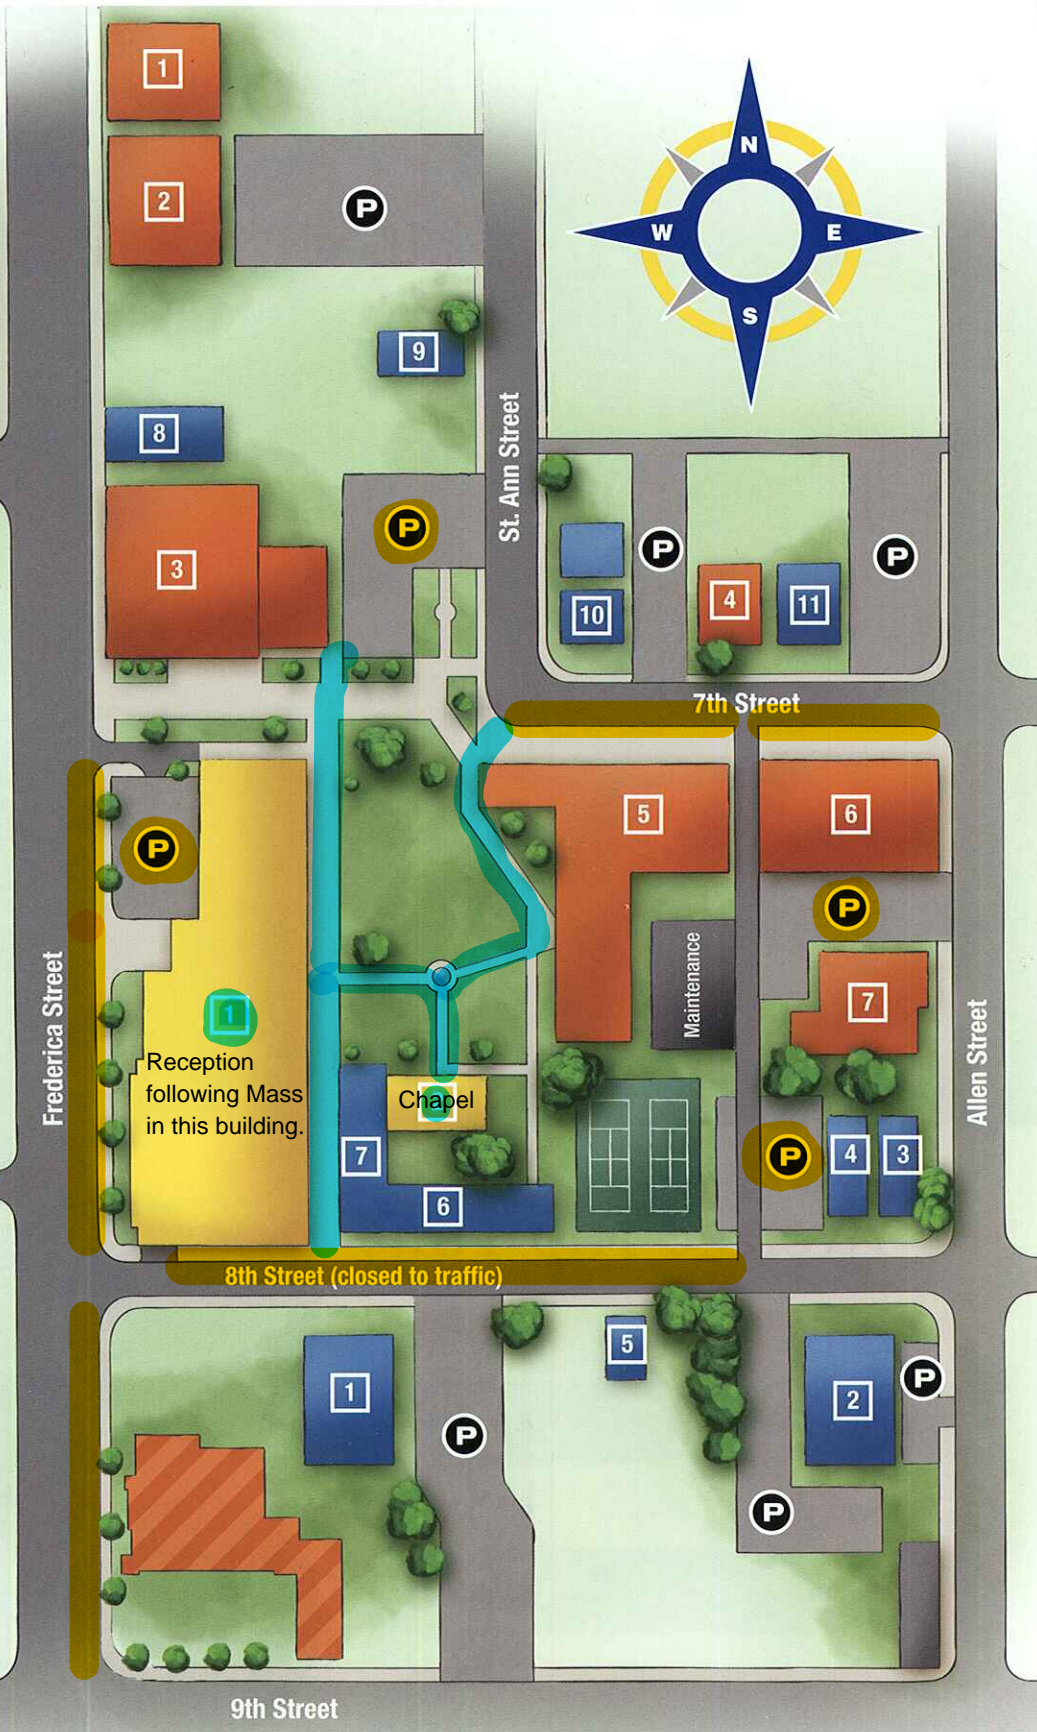 1
2
P
N
W
E
S
9
8
St. Ann Street
P
3
P
P
10
4
11
7th Street
5
6
P
P
Frederica Street
Maintenance
7
1
Reception
following Mass
in this building.
Chapel
Allen Street
7
6
P
4
3
8th Street (closed to traffic)
1
5
2
P
P
P
9th Street